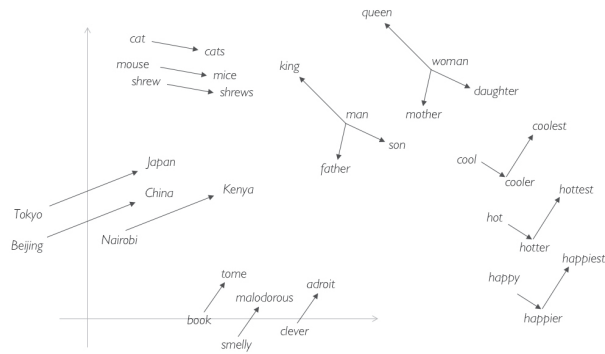 queen
cat
cats
woman
mouse
king
mice
shrew
shrews
daughter
mother
man
coolest
son
Japan
cool
father
cooler
China
Kenya
hottest
Tokyo
hot
Beijing
Nairobi
hotter
happiest
tome
adroit
happy
malodorous
book
happier
clever
smelly